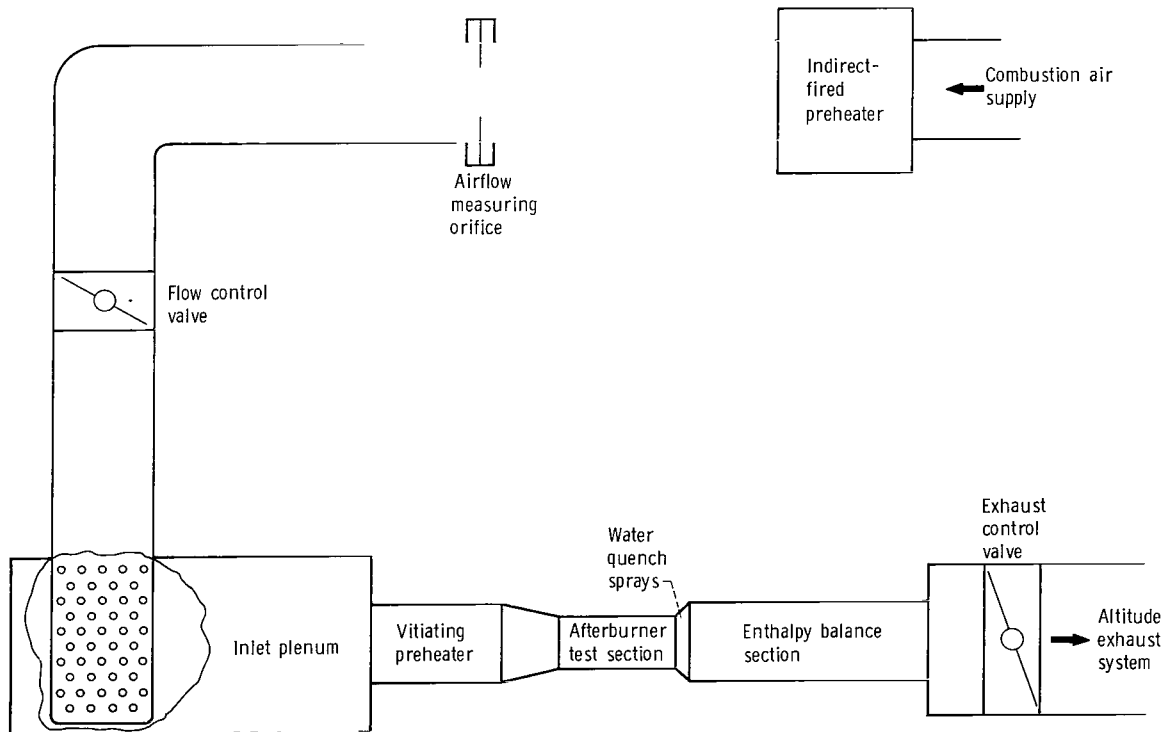 Indirect-
fired
preheater
Combustion air
supply
Airflow
measuring
orifice
Flow control
valve
Water
quench
sprays
Exhaust
control
valve
Inlet plenum
Vitiating
preheater
Afterburner
test section
Enthalpy balance
section
Altitude
exhaust
system